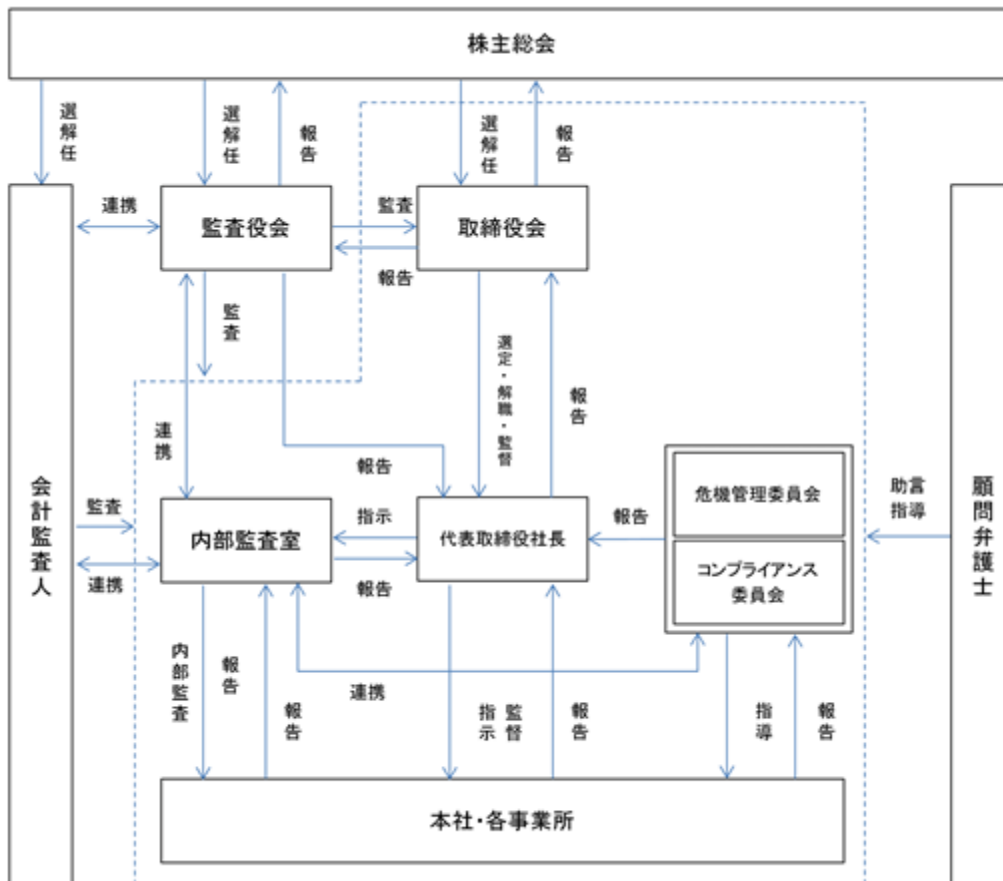 株主総会
選解任
選解任
報告
選解任
報告
連携
監査役会
監査
報告
取締役会
監査
選定・解職・監督
報告
連携
報告
会計監査人
監査
連携
内部監査室
指示
報告
代表取締役社長
報告
危機管理委員会
コンプライアンス
委員会
助言
指導
顧問弁護士
内部監査
報告
報告
連携
指示
監督
報告
指導
報告
本社・各事業所